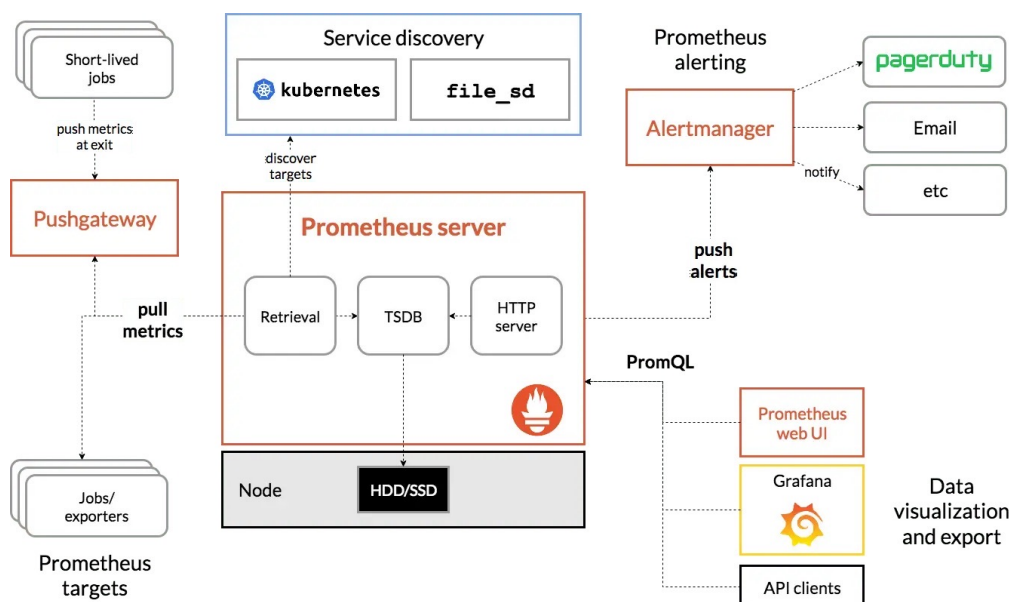 Short-lived
jobs
push metrics
at exit
Pushgateway
pull
metrics
Jobs/
exporters
Prometheus
targets
Service discovery
kubernetes
file_sd
discover
targets
Prometheus server
Retrieval
TSDB
HTTP
server
Node
HDD/SSD
Prometheus
alerting
Alertmanager
pagerduty
Email
notify
etc
push
alerts
PromQL
Prometheus
web UI
Grafana
API clients
Data
visualization
and export